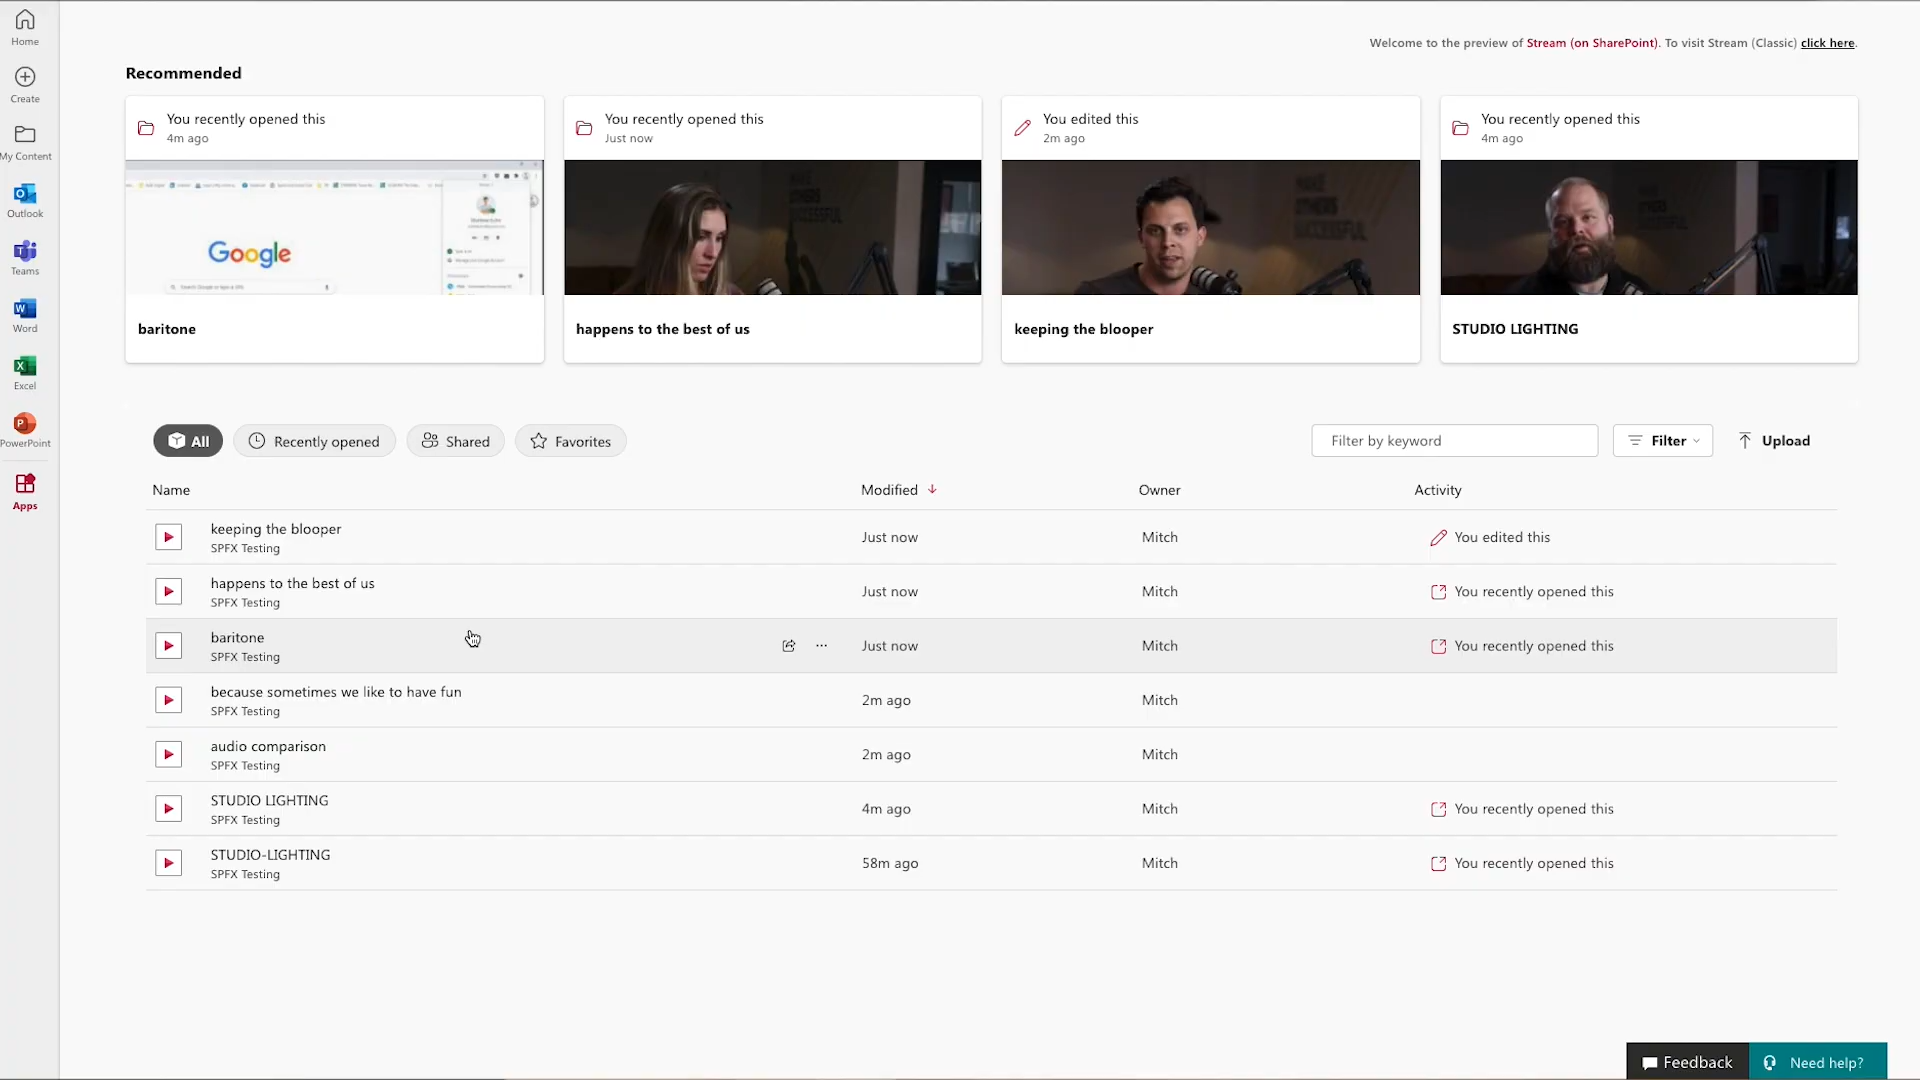 Home
Create
My Content
Outlook
Teams
Word
Excel
PowerPoint
Apps
Welcome to the preview of Stream (on SharePoint). To visit Stream (Classic) click here.
Recommended
You recently opened this
4m ago
Google
baritone
You recently opened this
Just now
MAKE
OTHERS
SUCCESSFUL
happens to the best of us
You edited this
2m ago
MAKE
OTHERS
SUCCESSFUL
keeping the blooper
You recently opened this
4m ago
STUDIO LIGHTING
All
Recently opened
Shared
Favorites
Filter by keyword
Filter
Upload
Name Modified Owner Activity
keeping the blooper
SPFX Testing
Just now
Mitch
You edited this
happens to the best of us
SPFX Testing
Just now
Mitch
You recently opened this
baritone
SPFX Testing
Just now
Mitch
You recently opened this
because sometimes we like to have fun
SPFX Testing
2m ago
Mitch
audio comparison
SPFX Testing
2m ago
Mitch
STUDIO LIGHTING
SPFX Testing
4m ago
Mitch
You recently opened this
STUDIO-LIGHTING
SPFX Testing
58m ago
Mitch
You recently opened this
Feedback
Need help?